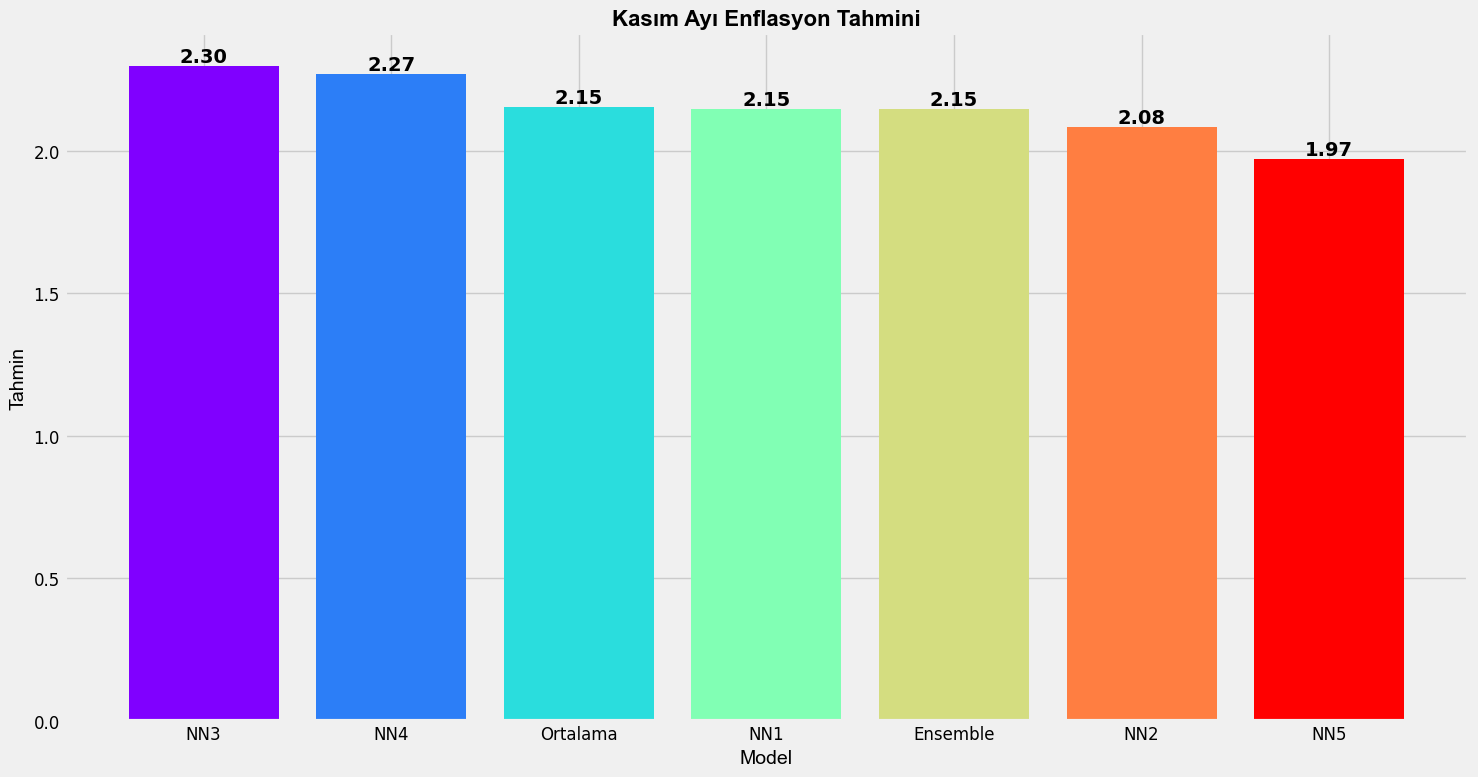 Kasım Ayı Enflasyon Tahmini
2.30
2.27
2.15
2.15
2.15
2.08
1.97
Tahmin
2.0
1.5
1.0
0.5
0.0
NN3
NN4
Ortalama
NN1
Ensemble
NN2
NN5
Model